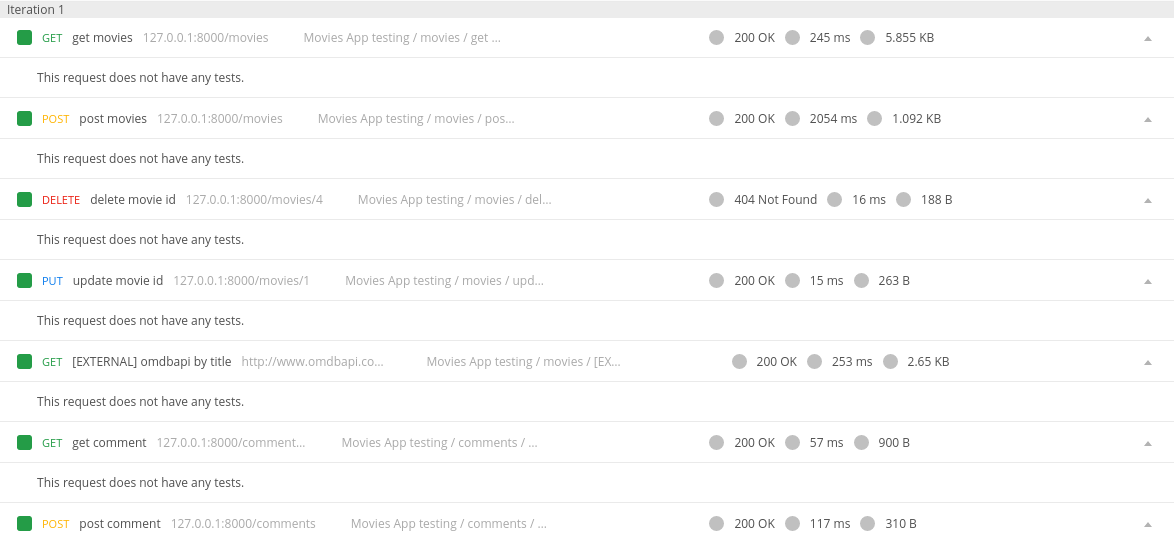 Iteration 1
GET get movies 127.0.0.1:8000/movies Movies App testing / movies / get ... 200 OK 245 ms 5.855 KB
This request does not have any tests.
POST post movies 127.0.0.1:8000/movies Movies App testing / movies / pos... 200 OK 2054 ms 1.092 KB
This request does not have any tests.
DELETE delete movie id 127.0.0.1:8000/movies/4 Movies App testing / movies / del... 404 Not Found 16 ms 188 B
This request does not have any tests.
PUT update movie id 127.0.0.1:8000/movies/1 Movies App testing / movies / upd... 200 OK 15 ms 263 B
This request does not have any tests.
GET [EXTERNAL] omdbapi by title http://www.omdbapi.co... Movies App testing / movies / [EX... 200 OK 253 ms 2.65 KB
This request does not have any tests.
GET get comment 127.0.0.1:8000/comment... Movies App testing / comments / ... 200 OK 57 ms 900 B
This request does not have any tests.
POST post comment 127.0.0.1:8000/comments Movies App testing / comments / ... 200 OK 117 ms 310 B